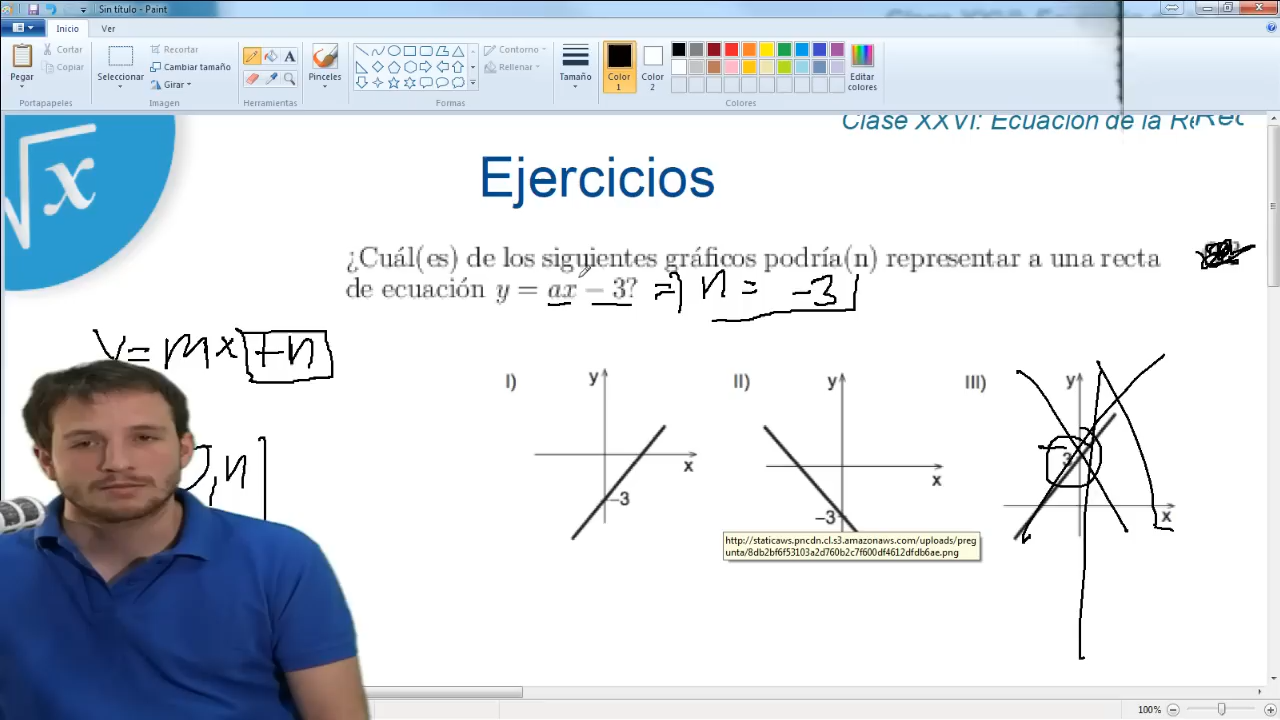 Sin título - Paint
Inicio
Ver
Pegar
Cortar
Copiar
Portapapeles
Seleccionar
Recortar
Cambiar tamaño
Girar
Imagen
Herramientas
Pinceles
Contorno
Rellenar
Formas
Tamaño
Color 1
Color 2
Editar colores
Colores
Clase XXVI: Ecuación de la Re
√x
Ejercicios
¿Cuál(es) de los siguientes gráficos podría(n) representar a una recta
de ecuación y = ax − 3? ⇒ n = -3
y = mx +n
,n
I)
y
x
−3
II)
y
x
−3
III)
y
3
x
http://staticaws.pncdn.cl.s3.amazonaws.com/uploads/preg
unta/8db2bf6f53103a2d760b2c7f600df4612dfdb6ae.png
100%